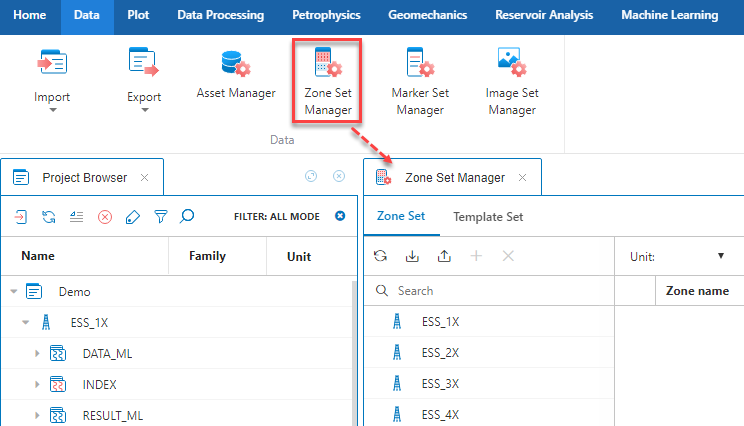 Home Data Plot Data Processing Petrophysics Geomechanics Reservoir Analysis Machine Learning
Import Export Asset Manager Zone Set Manager Marker Set Manager Image Set Manager
Data
Project Browser
Zone Set Manager
FILTER: ALL MODE
Name Family Unit
Demo
ESS_1X
DATA_ML
INDEX
RESULT_ML
Zone Set Template Set
Unit:
Search
Zone name
ESS_1X
ESS_2X
ESS_3X
ESS_4X